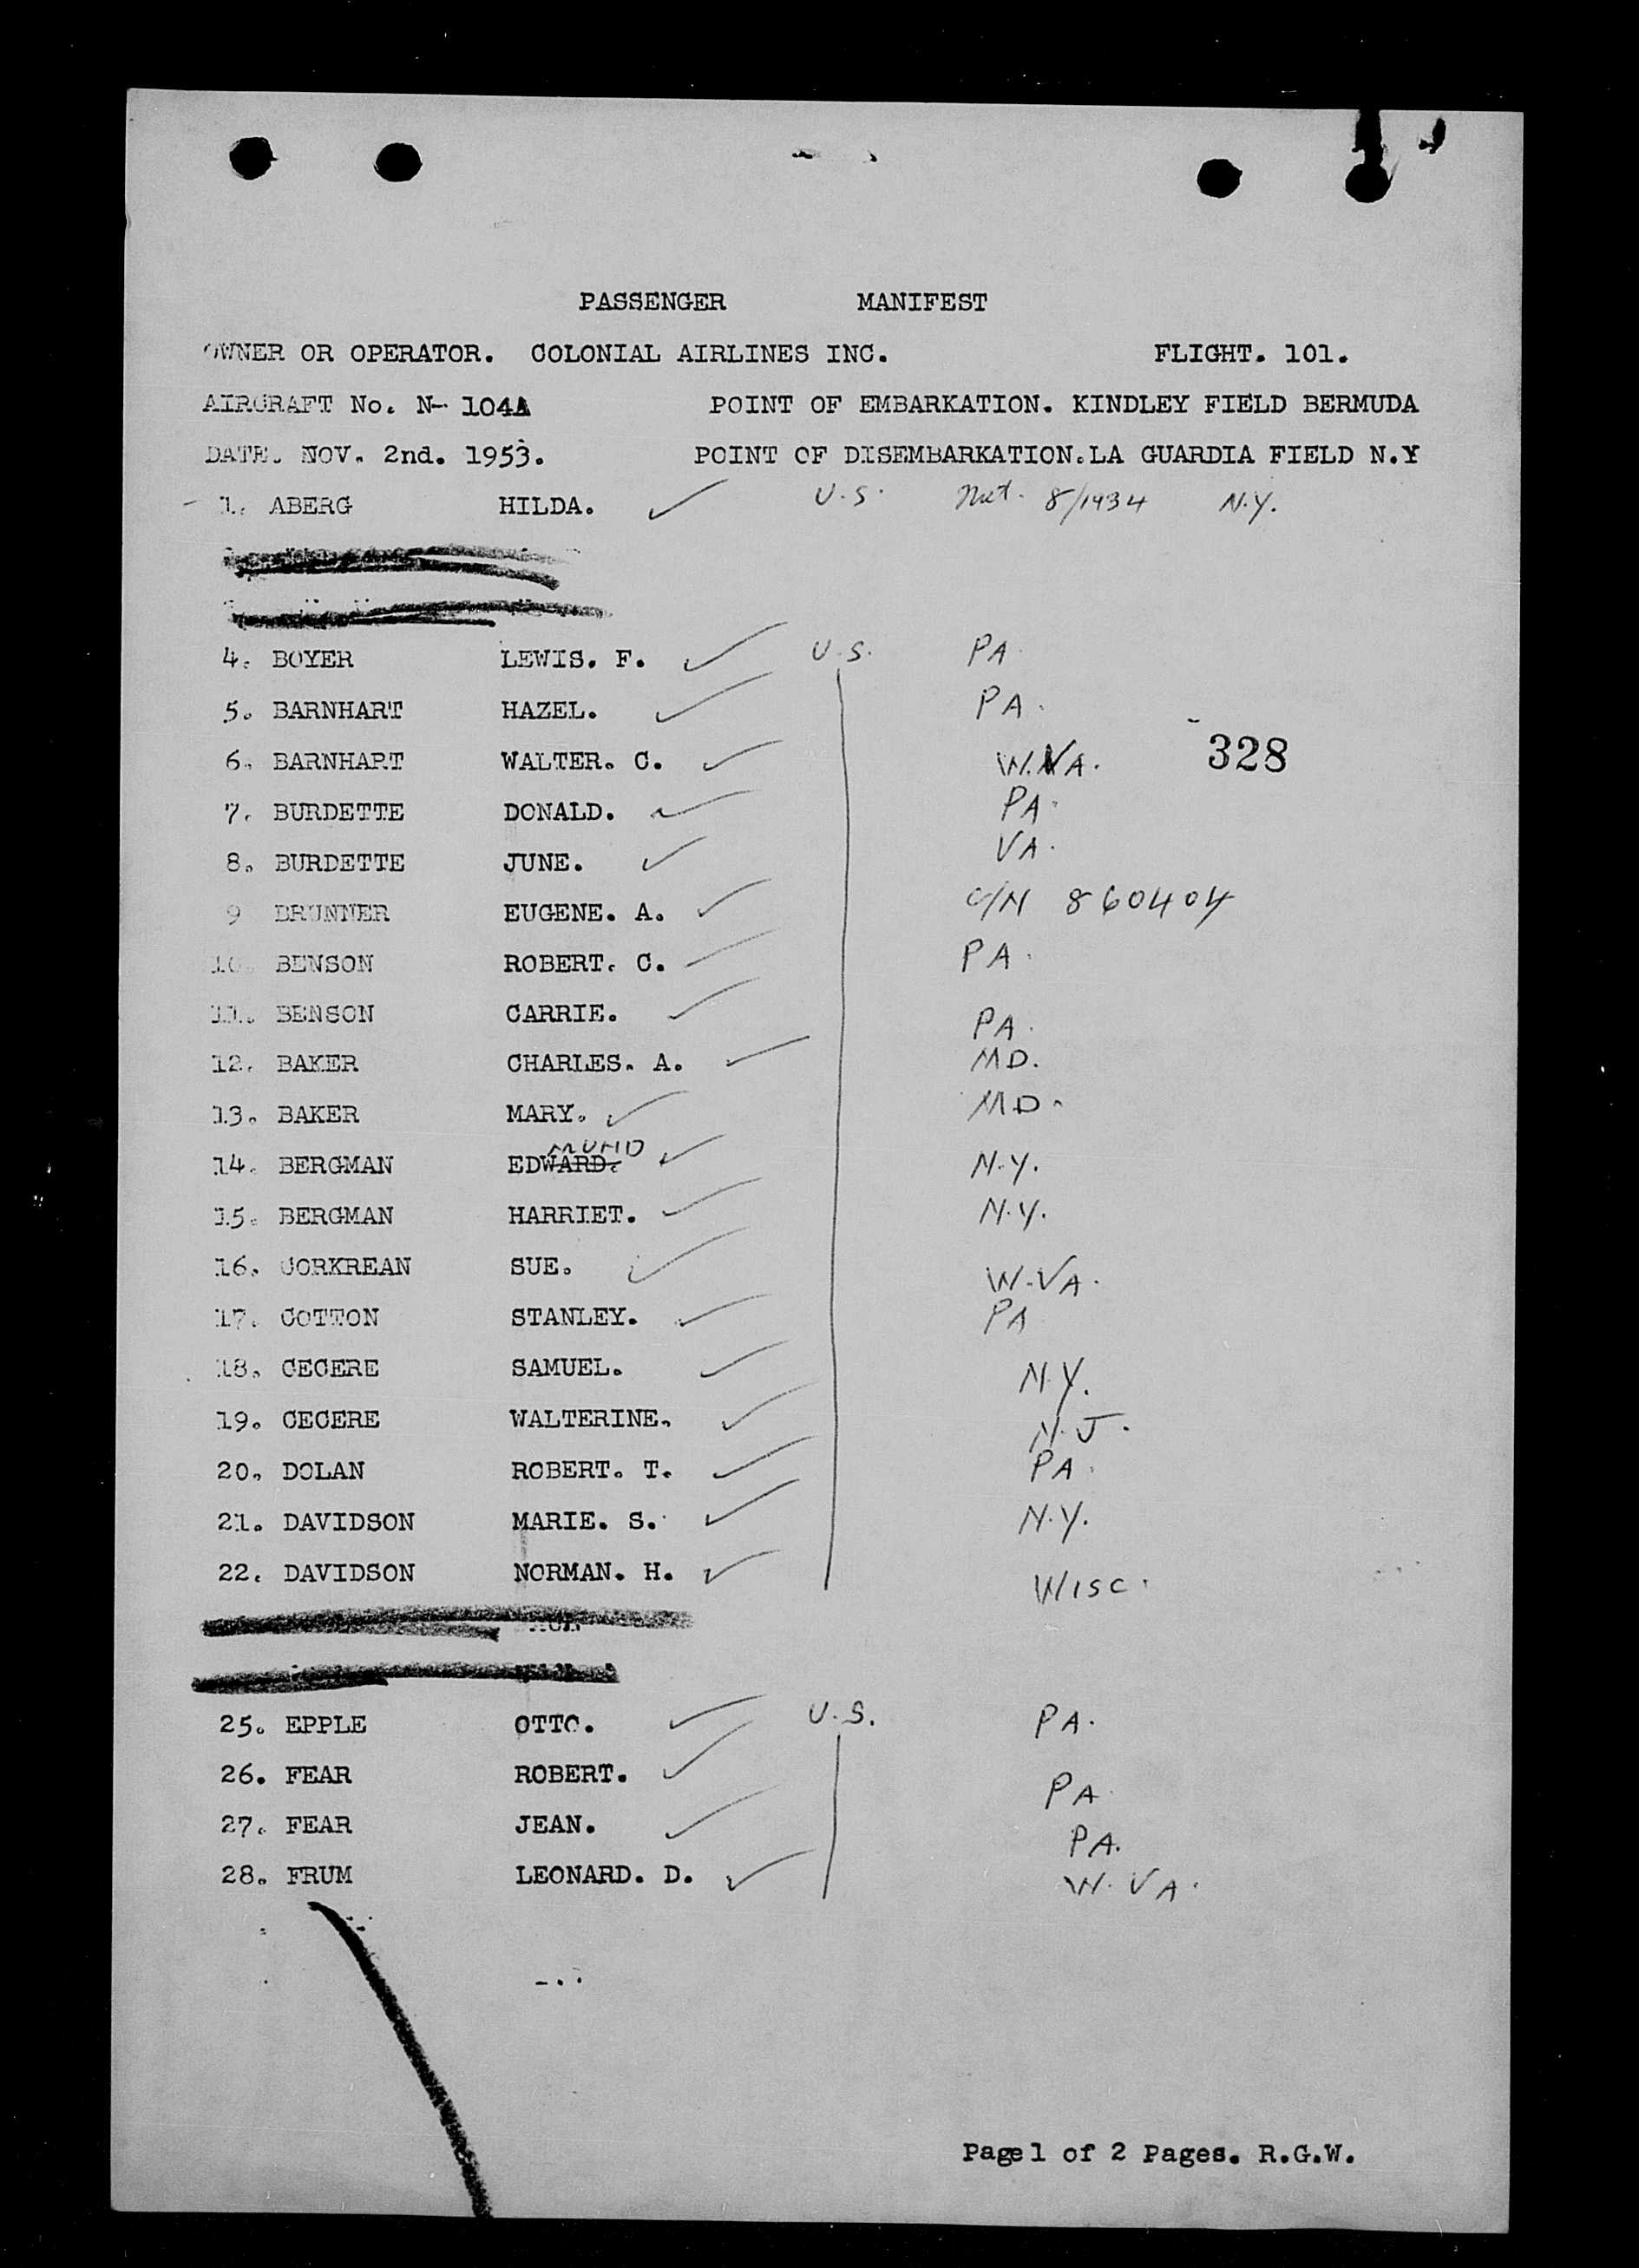 PASSENGER MANIFEST
OWNER OR OPERATOR. COLONIAL AIRLINES INC. FLIGHT. 101.
AIRCRAFT No. N- 104A POINT OF EMBARKATION. KINDLEY FIELD BERMUDA
DATE. NOV. 2nd. 1953. POINT OF DISEMBARKATION. LA GUARDIA FIELD N.Y
1. ABERG HILDA. U.S. Nat. 8/1934 N.Y.
4. BOYER LEWIS. F. U.S. PA.
5. BARNHART HAZEL. PA.
6. BARNHART WALTER. C. W.VA. 328
7. BURDETTE DONALD. PA.
8. BURDETTE JUNE. VA.
9 BRUNNER EUGENE. A. C/N 860404
10. BENSON ROBERT. C. PA.
11. BENSON CARRIE. PA.
12. BAKER CHARLES. A. MD.
13. BAKER MARY. MD.
MUND
14. BERGMAN EDWARD. N.Y.
15. BERGMAN HARRIET. N.Y.
16. CORKREAN SUE. W.VA.
17. COTTON STANLEY. PA
18. CECERE SAMUEL. N.Y.
19. CECERE WALTERINE. N.J.
20. DOLAN ROBERT. T. PA.
21. DAVIDSON MARIE. S. N.Y.
22. DAVIDSON NORMAN. H. WISC.
25. EPPLE OTTO. U.S. PA.
26. FEAR ROBERT. PA.
27. FEAR JEAN. PA.
28. FRUM LEONARD. D. W.VA.
Page 1 of 2 Pages. R.G.W.